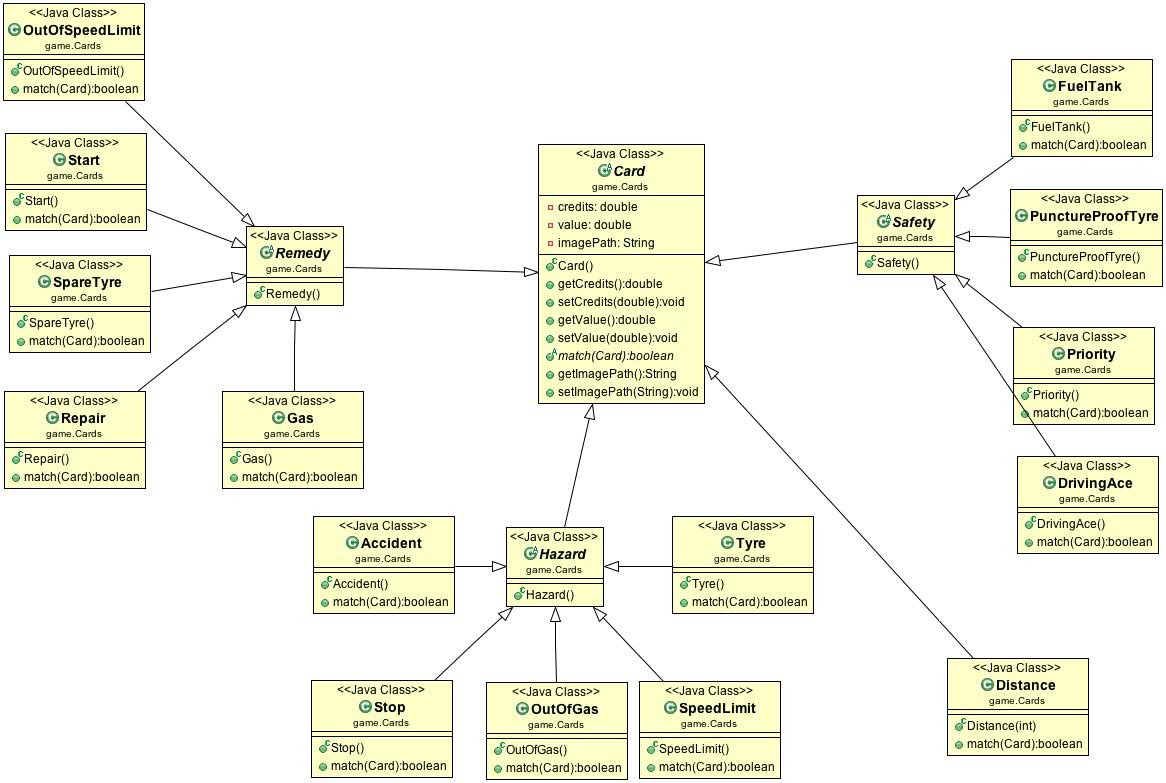 <<Java Class>>
OutOfSpeedLimit
game.Cards
OutOfSpeedLimit()
match(Card):boolean
<<Java Class>>
Start
game.Cards
Start()
match(Card):boolean
<<Java Class>>
SpareTyre
game.Cards
SpareTyre()
match(Card):boolean
<<Java Class>>
Repair
game.Cards
Repair()
match(Card):boolean
<<Java Class>>
Gas
game.Cards
Gas()
match(Card):boolean
<<Java Class>>
Remedy
game.Cards
Remedy()
<<Java Class>>
Card
game.Cards
credits: double
value: double
imagePath: String
Card()
getCredits():double
setCredits(double):void
getValue():double
setValue(double):void
match(Card):boolean
getImagePath():String
setImagePath(String):void
<<Java Class>>
Safety
game.Cards
Safety()
<<Java Class>>
FuelTank
game.Cards
FuelTank()
match(Card):boolean
<<Java Class>>
PunctureProofTyre
game.Cards
PunctureProofTyre()
match(Card):boolean
<<Java Class>>
Priority
game.Cards
Priority()
match(Card):boolean
<<Java Class>>
DrivingAce
game.Cards
DrivingAce()
match(Card):boolean
<<Java Class>>
Accident
game.Cards
Accident()
match(Card):boolean
<<Java Class>>
Hazard
game.Cards
Hazard()
<<Java Class>>
Tyre
game.Cards
Tyre()
match(Card):boolean
<<Java Class>>
Stop
game.Cards
Stop()
match(Card):boolean
<<Java Class>>
OutOfGas
game.Cards
OutOfGas()
match(Card):boolean
<<Java Class>>
SpeedLimit
game.Cards
SpeedLimit()
match(Card):boolean
<<Java Class>>
Distance
game.Cards
Distance(int)
match(Card):boolean